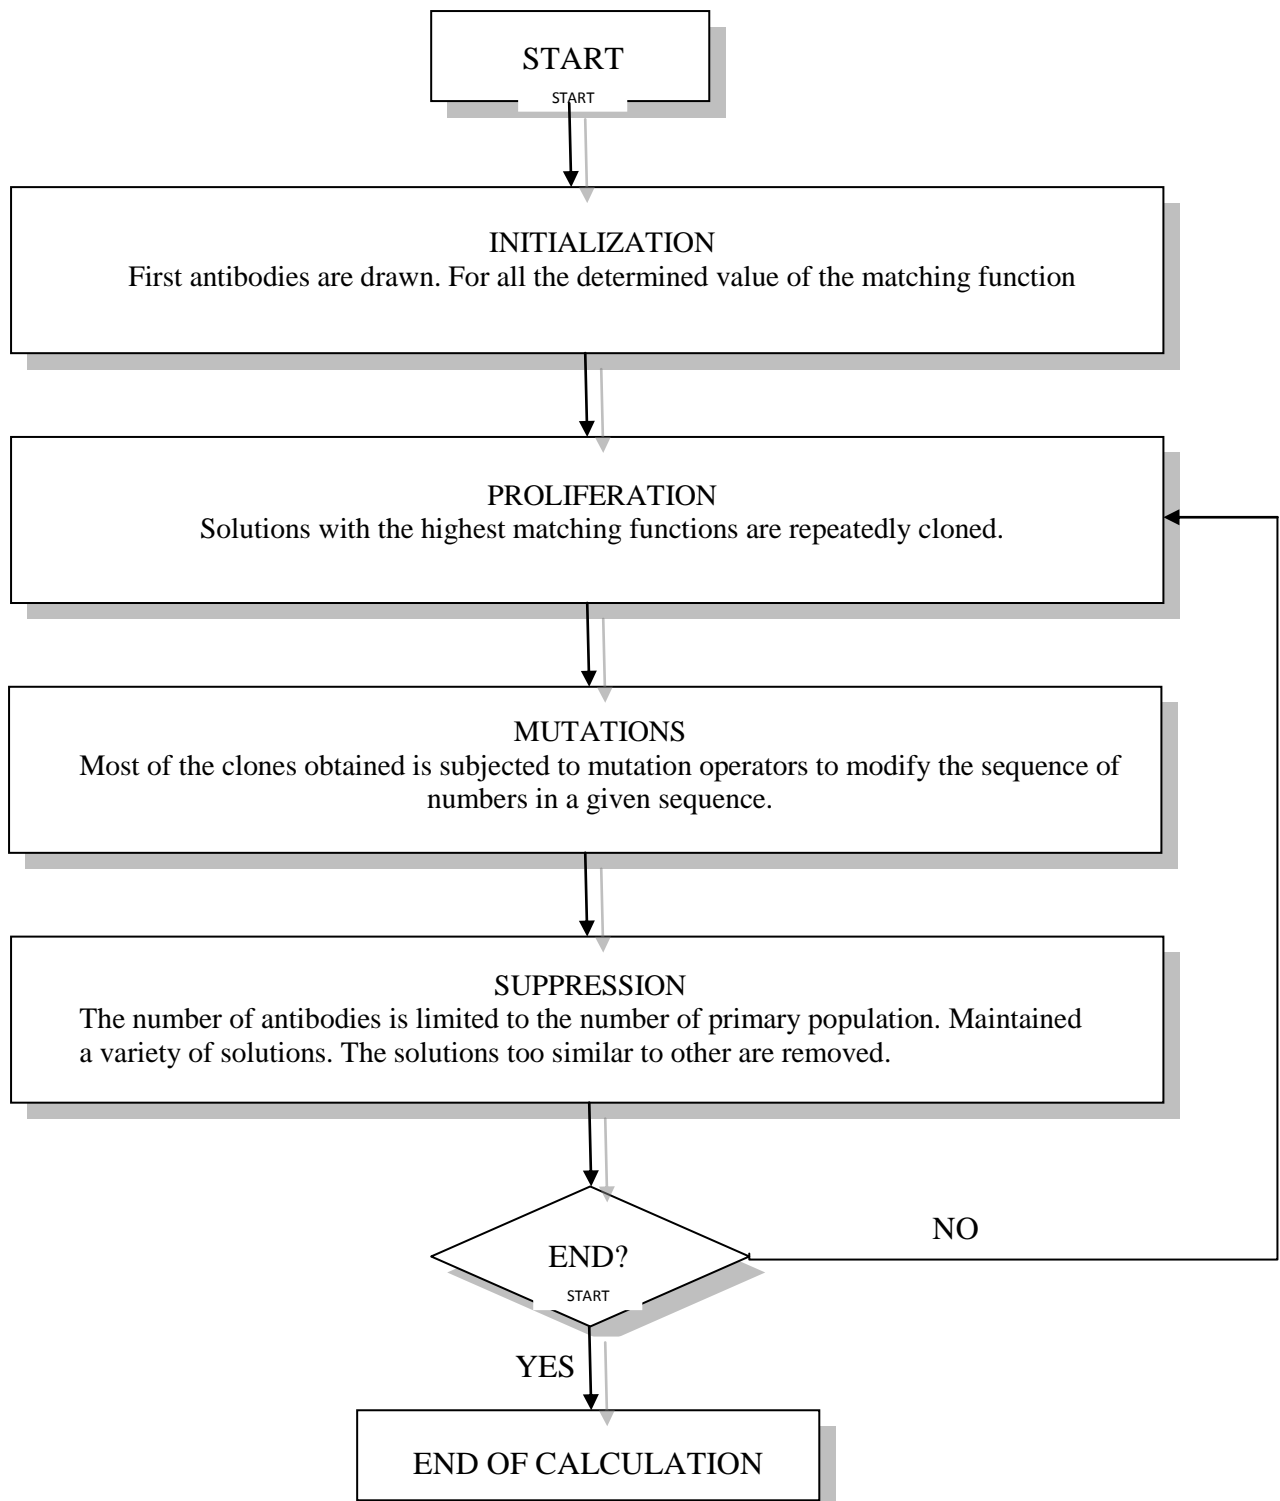 START
START
INITIALIZATION
First antibodies are drawn. For all the determined value of the matching function
PROLIFERATION
Solutions with the highest matching functions are repeatedly cloned.
MUTATIONS
Most of the clones obtained is subjected to mutation operators to modify the sequence of
numbers in a given sequence.
SUPPRESSION
The number of antibodies is limited to the number of primary population. Maintained
a variety of solutions. The solutions too similar to other are removed.
NO
END?
START
YES
END OF CALCULATION